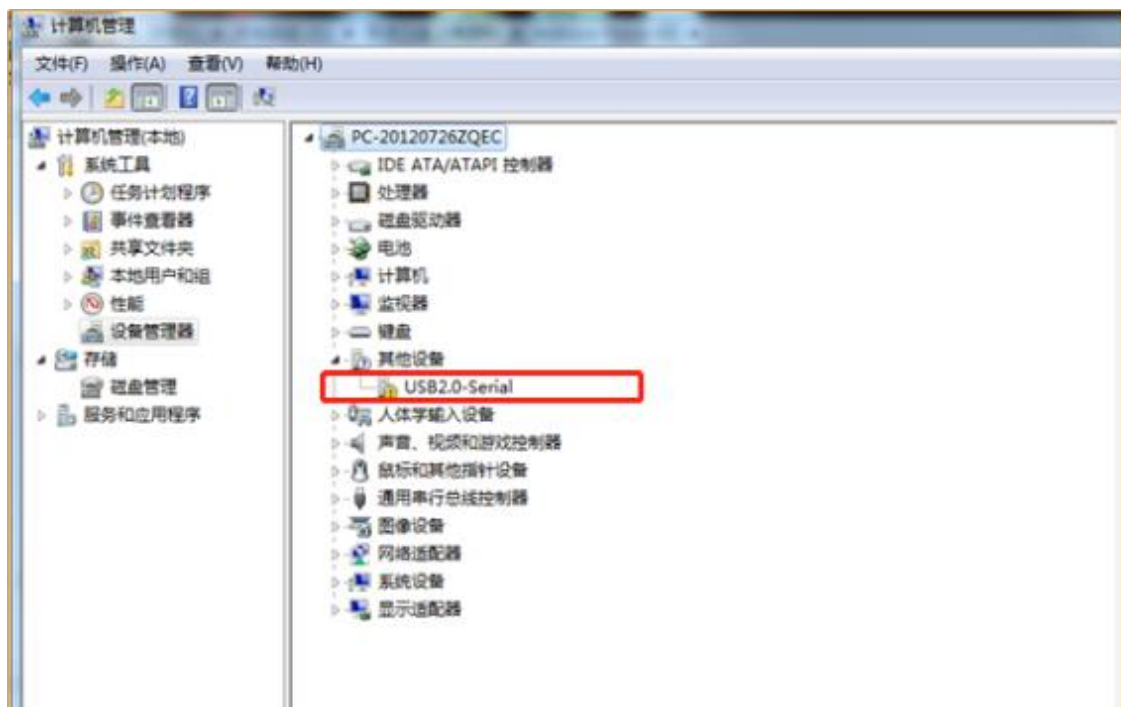 计算机管理
文件(F) 操作(A) 查看(V) 帮助(H)
计算机管理(本地)
系统工具
任务计划程序
事件查看器
共享文件夹
本地用户和组
性能
设备管理器
存储
磁盘管理
服务和应用程序
PC-20120726ZQEC
IDE ATA/ATAPI 控制器
处理器
磁盘驱动器
电池
计算机
监视器
键盘
其他设备
USB2.0-Serial
人体学输入设备
声音、视频和游戏控制器
鼠标和其他指针设备
通用串行总线控制器
图像设备
网络适配器
系统设备
显示适配器